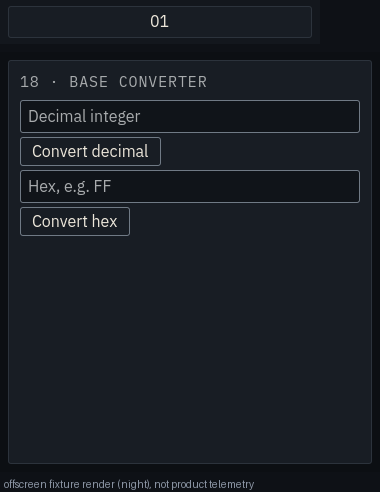 01
18 · BASE CONVERTER
Decimal integer
Convert decimal
Hex, e.g. FF
Convert hex
offscreen fixture render (night), not product telemetry